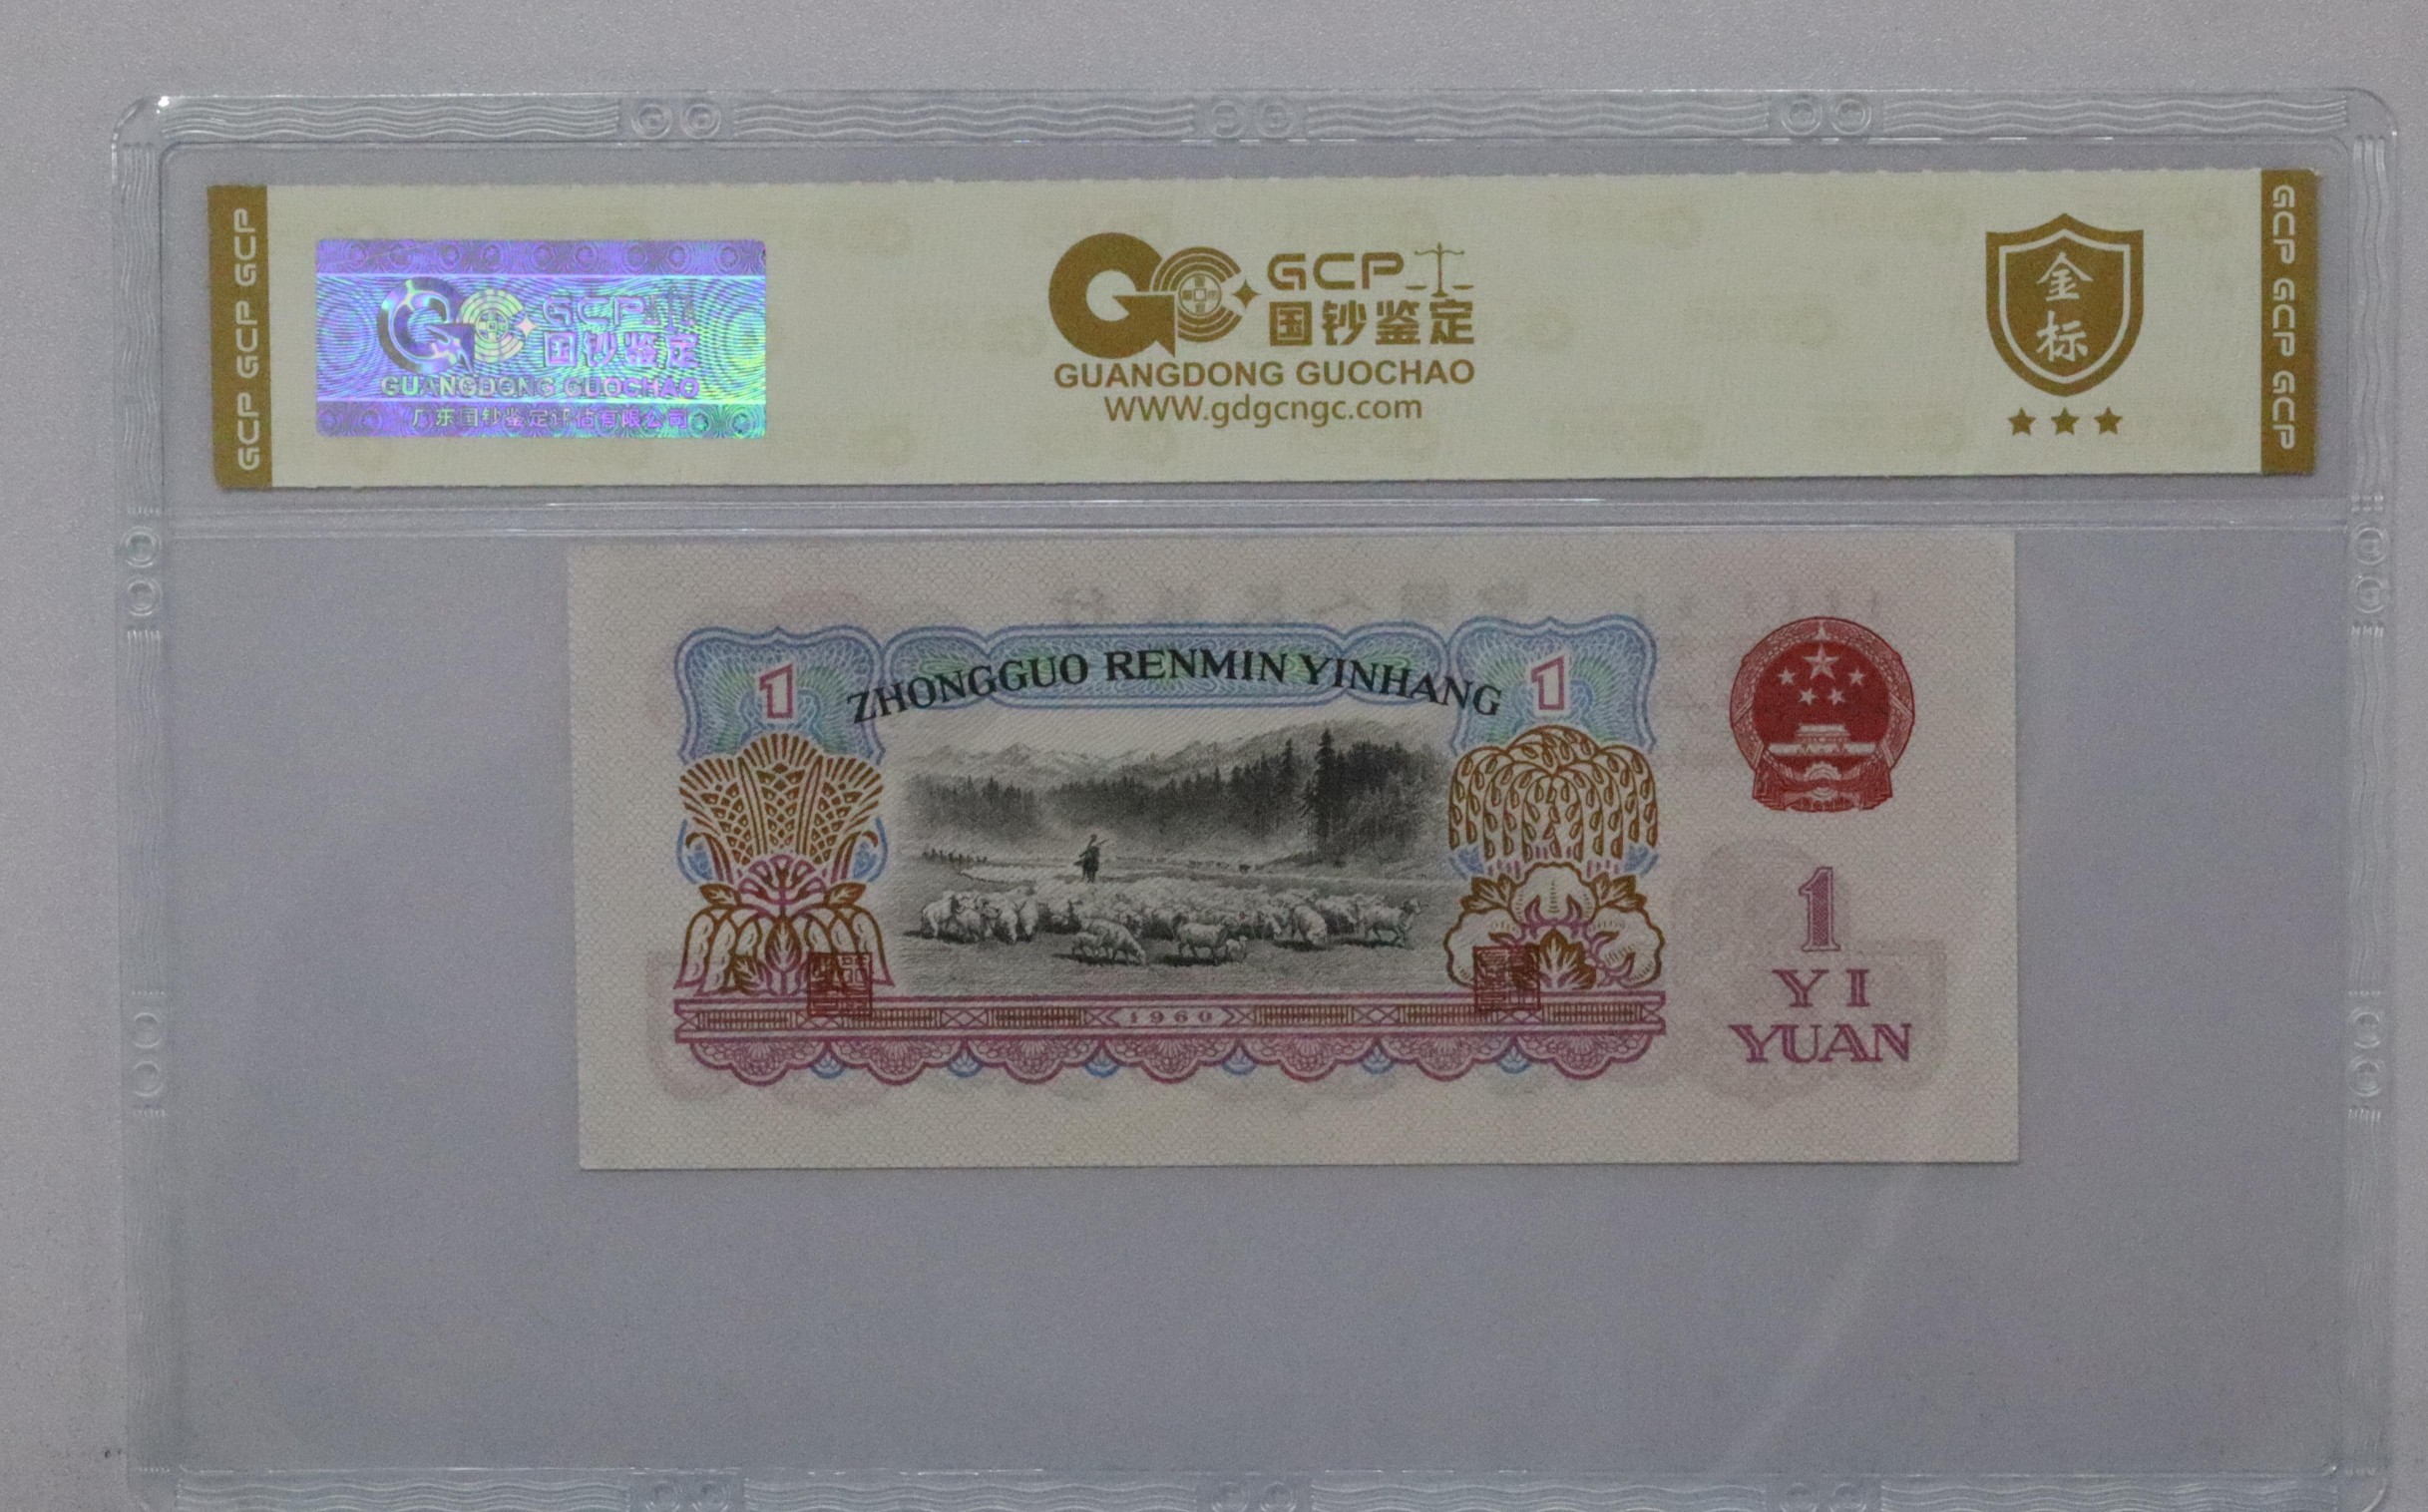 GCP GCP GCP
GCP
国钞鉴定
GUANGDONG GUOCHAO
广东国钞鉴定评估有限公司
GCP
国钞鉴定
GUANGDONG GUOCHAO
WWW.gdgcngc.com
金
标
GCP GCP GCP
ZHONGGUO RENMIN YINHANG
1
1
1
YI
YUAN
1960